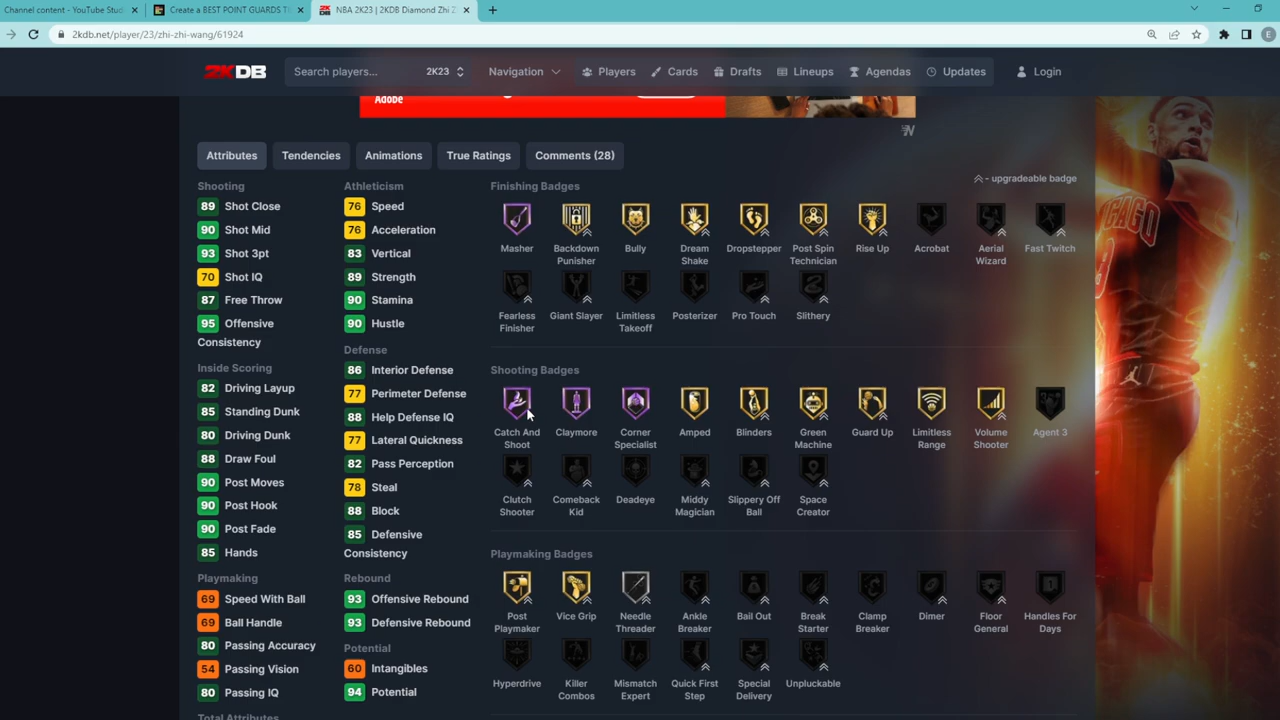 Channel content - YouTube Stud
Create a BEST POINT GUARDS TI
NBA 2K23 | 2KDB Diamond Zhi Z
2kdb.net/player/23/zhi-zhi-wang/61924
E
2KDB
Search players...
2K23
Navigation
Players
Cards
Drafts
Lineups
Agendas
Updates
Login
Adobe
Attributes
Tendencies
Animations
True Ratings
Comments (28)
- upgradeable badge
Shooting
89 Shot Close
90 Shot Mid
93 Shot 3pt
70 Shot IQ
87 Free Throw
95 Offensive
Consistency
Inside Scoring
82 Driving Layup
85 Standing Dunk
80 Driving Dunk
88 Draw Foul
90 Post Moves
90 Post Hook
90 Post Fade
85 Hands
Playmaking
69 Speed With Ball
69 Ball Handle
80 Passing Accuracy
54 Passing Vision
80 Passing IQ
Total Attributes
Athleticism
76 Speed
76 Acceleration
83 Vertical
89 Strength
90 Stamina
90 Hustle
Defense
86 Interior Defense
77 Perimeter Defense
88 Help Defense IQ
77 Lateral Quickness
82 Pass Perception
78 Steal
88 Block
85 Defensive
Consistency
Rebound
93 Offensive Rebound
93 Defensive Rebound
Potential
60 Intangibles
94 Potential
Finishing Badges
Masher
Backdown
Punisher
Bully
Dream
Shake
Dropstepper
Post Spin
Technician
Rise Up
Acrobat
Aerial
Wizard
Fast Twitch
Fearless
Finisher
Giant Slayer
Limitless
Takeoff
Posterizer
Pro Touch
Slithery
Shooting Badges
Catch And
Shoot
Claymore
Corner
Specialist
Amped
Blinders
Green
Machine
Guard Up
Limitless
Range
Volume
Shooter
Agent 3
Clutch
Shooter
Comeback
Kid
Deadeye
Middy
Magician
Slippery Off
Ball
Space
Creator
Playmaking Badges
Post
Playmaker
Vice Grip
Needle
Threader
Ankle
Breaker
Bail Out
Break
Starter
Clamp
Breaker
Dimer
Floor
General
Handles For
Days
Hyperdrive
Killer
Combos
Mismatch
Expert
Quick First
Step
Special
Delivery
Unpluckable